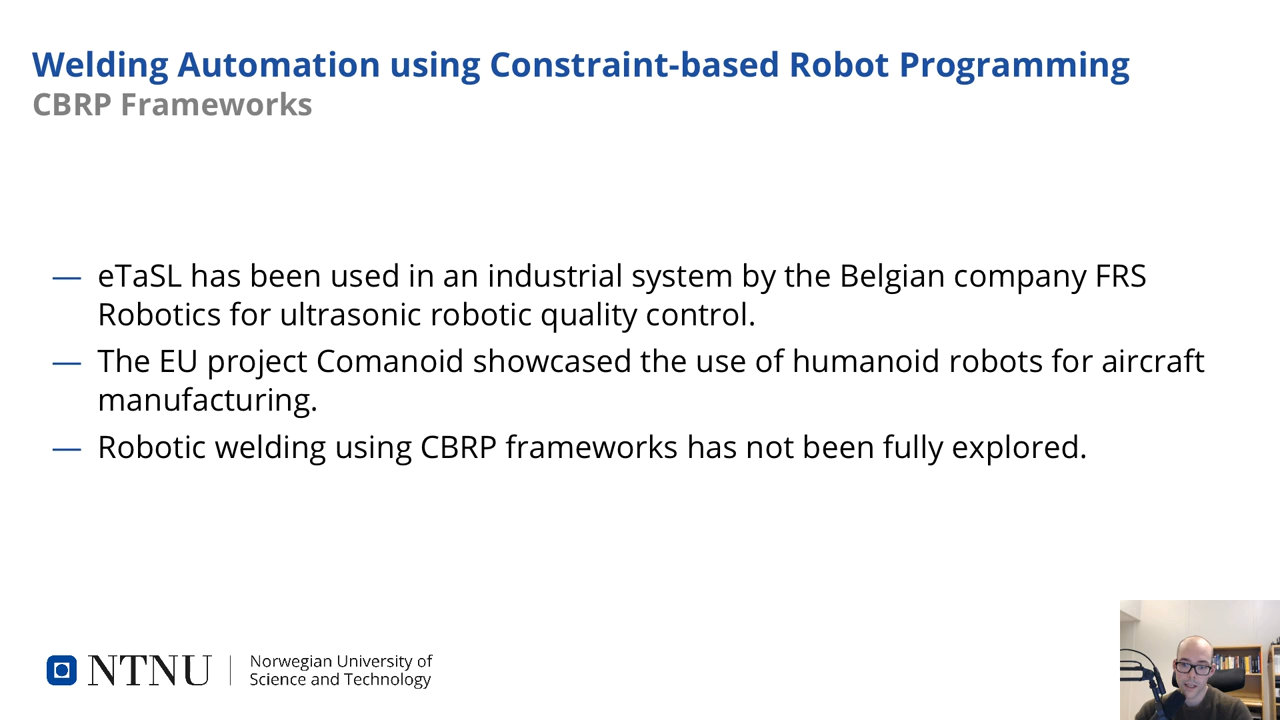 Welding Automation using Constraint-based Robot Programming
CBRP Frameworks
— eTaSL has been used in an industrial system by the Belgian company FRS
Robotics for ultrasonic robotic quality control.
— The EU project Comanoid showcased the use of humanoid robots for aircraft
manufacturing.
— Robotic welding using CBRP frameworks has not been fully explored.
NTNU
Norwegian University of
Science and Technology